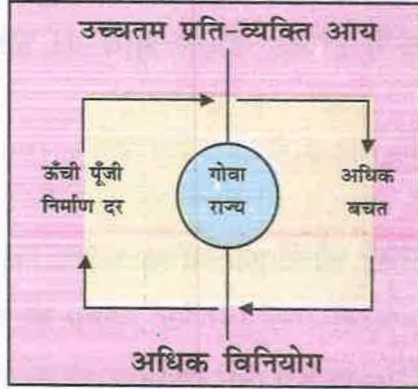 उच्चतम प्रति-व्यक्ति आय
ऊँची पूँजी
निर्माण दर
गोवा
राज्य
अधिक
बचत
अधिक विनियोग